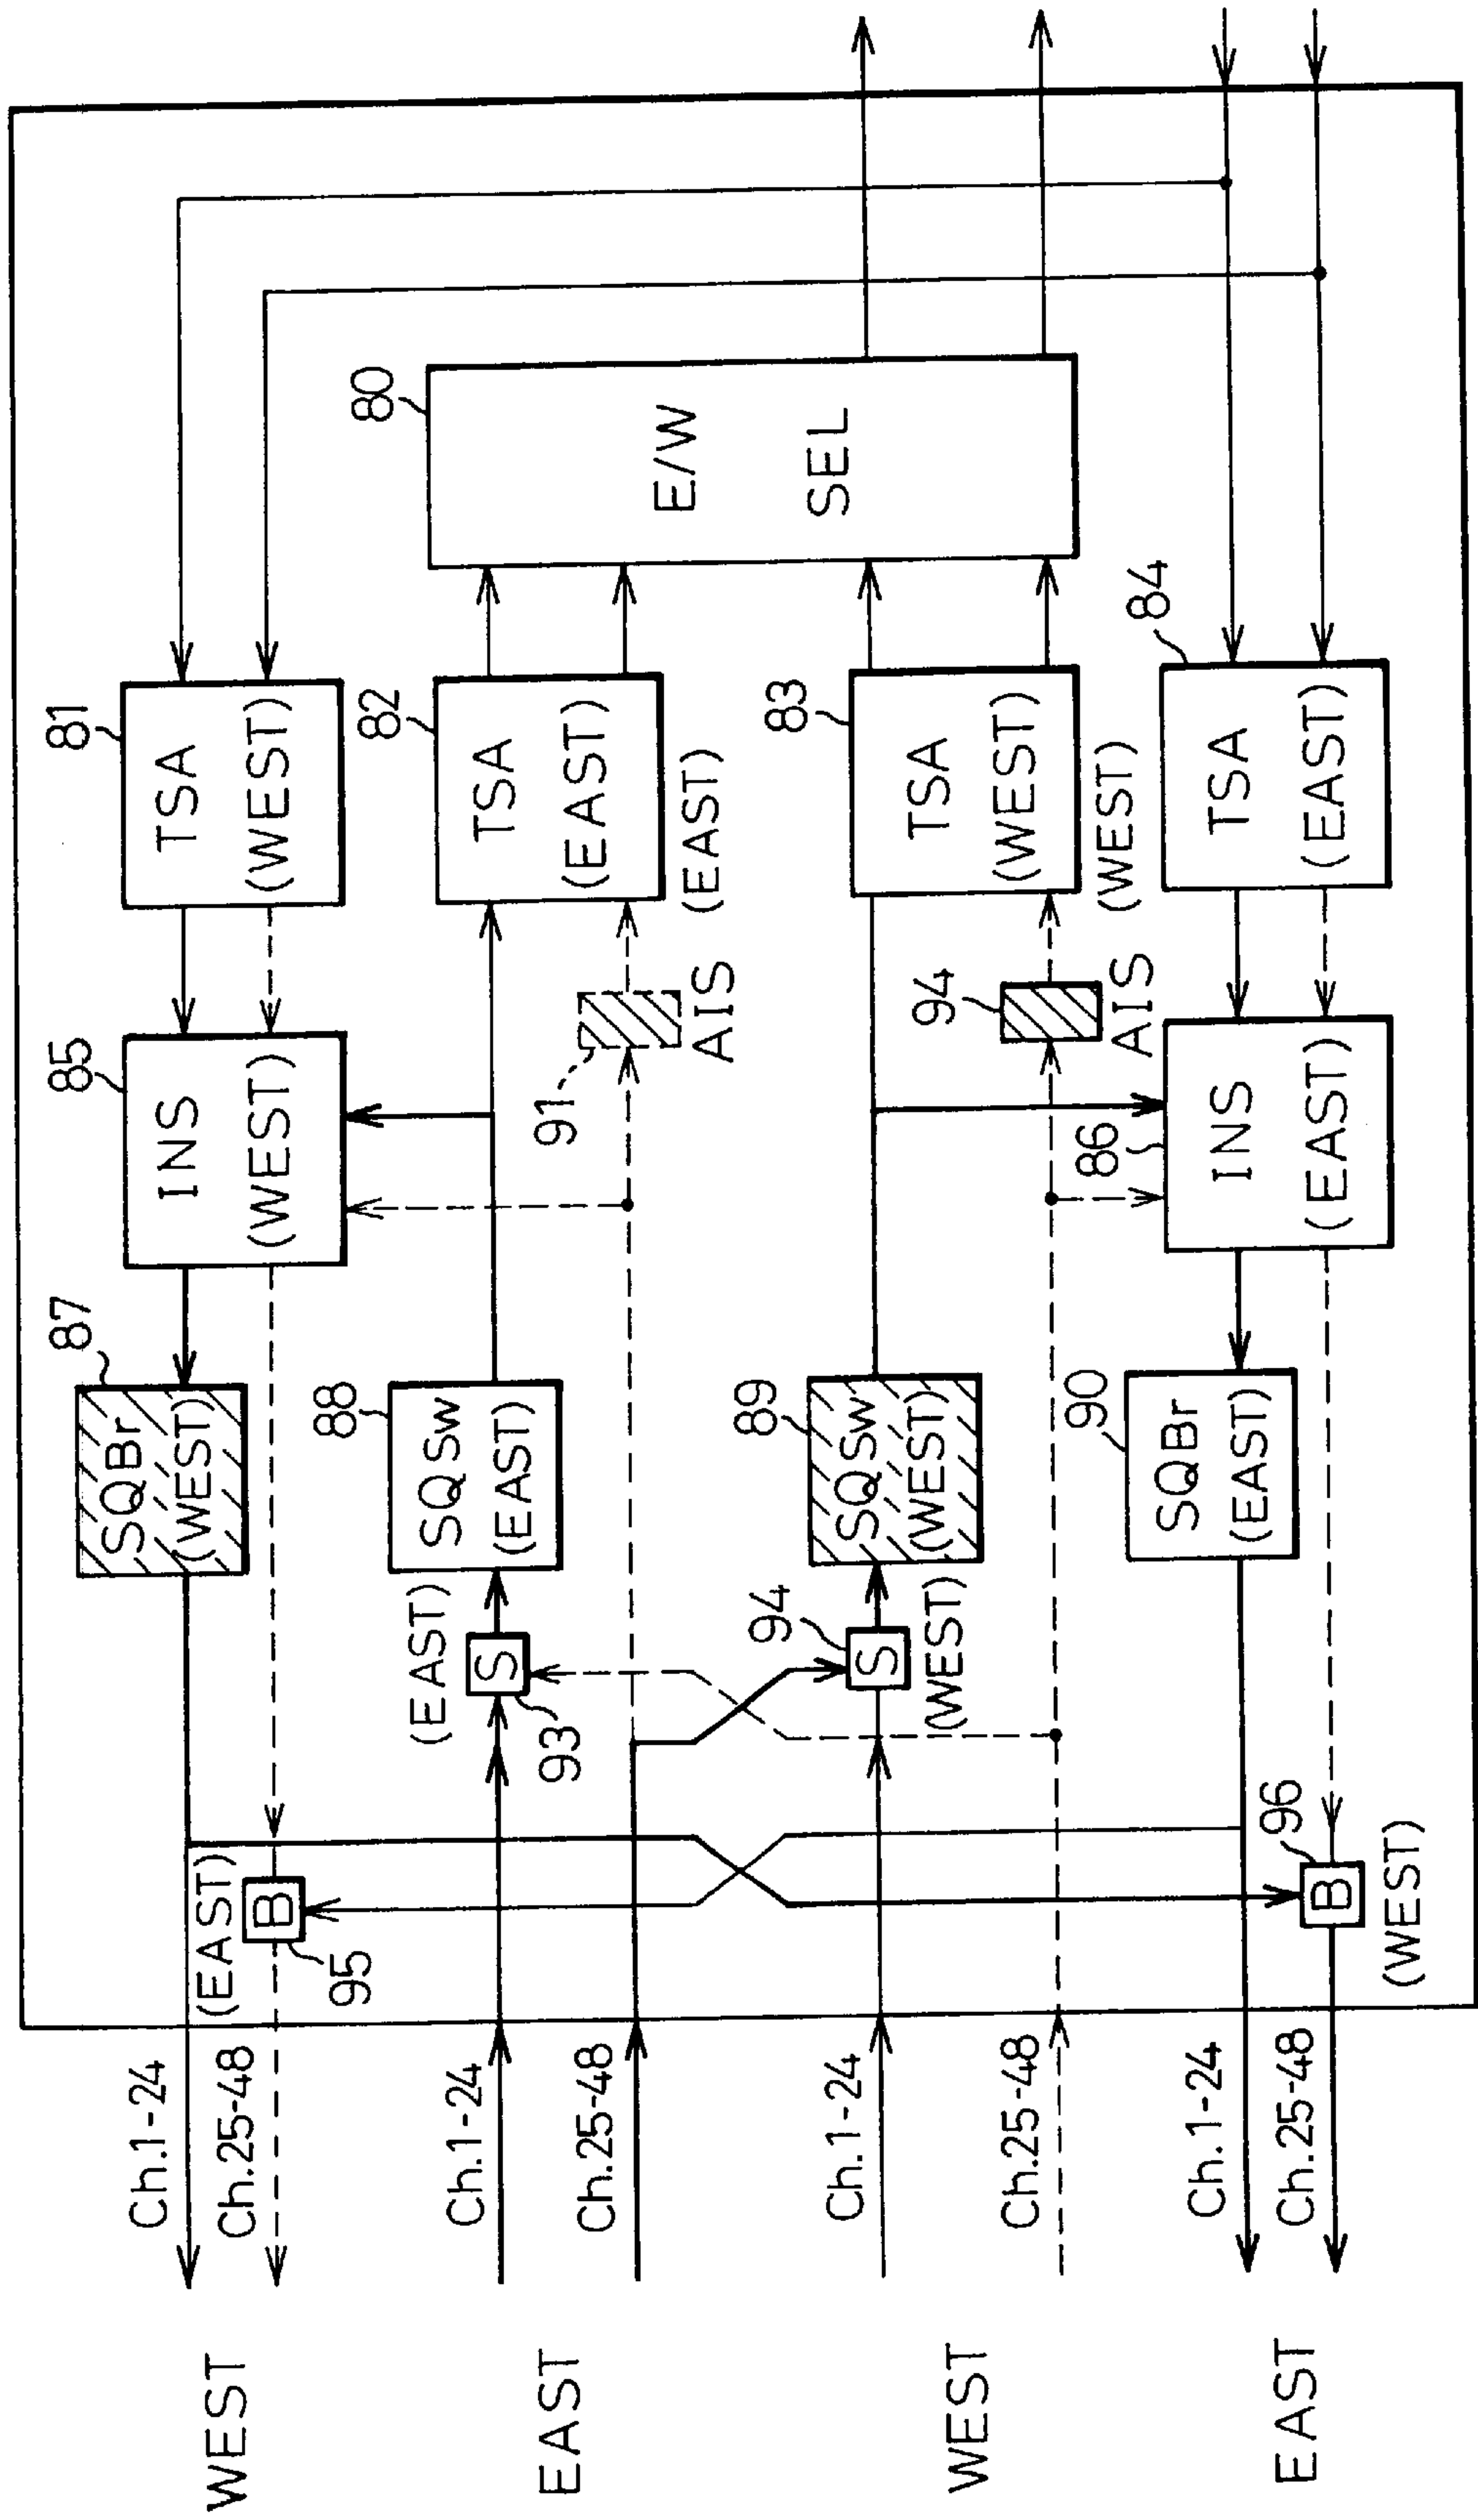 WEST
Ch.1-24
Ch.25-48
(EAST)
B
95
87
SQBr
(WEST)
85
INS
(WEST)
81
TSA
(WEST)
EAST
Ch.1-24
Ch.25-48
(EAST)
S
93
88
SQSw
(EAST)
91
AIS (EAST)
82
TSA
(EAST)
80
E/W
SEL
WEST
Ch.1-24
Ch.25-48
94
S
(WEST)
89
SQSw
(WEST)
94
AIS (WEST)
83
TSA
(WEST)
EAST
Ch.1-24
Ch.25-48
96
B
(WEST)
90
SQBr
(EAST)
86
INS
(EAST)
84
TSA
(EAST)